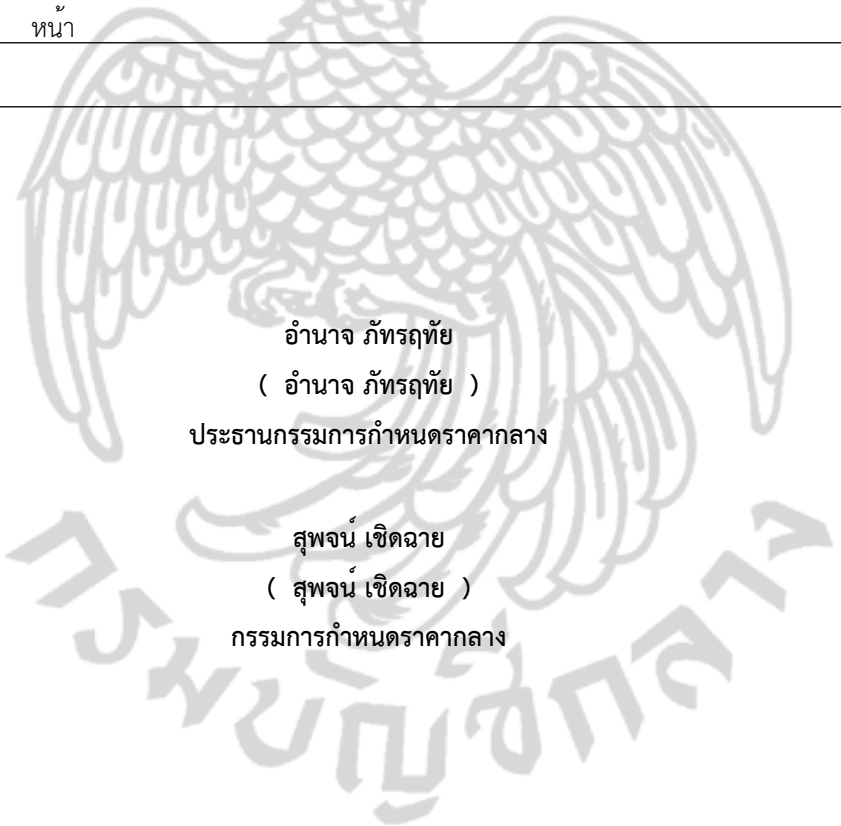 หน้า
อำนาจ ภัทรฤทัย
( อำนาจ ภัทรฤทัย )
ประธานกรรมการกำหนดราคากลาง
สุพจน์ เชิดฉาย
( สุพจน์ เชิดฉาย )
กรรมการกำหนดราคากลาง
กรมบัญชีกลาง